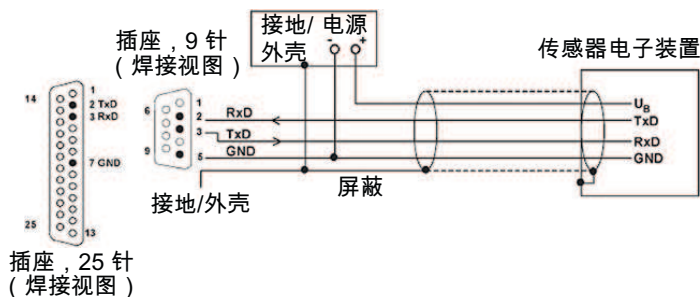 接地/ 电源
外壳
- +
插座，9 针
(焊接视图)
传感器电子装置
14
1
2 TxD
3 RxD
7 GND
25
13
6
9
1
2
3
5
RxD
TxD
GND
U_B
TxD
RxD
GND
接地/外壳
屏蔽
插座，25 针
(焊接视图)